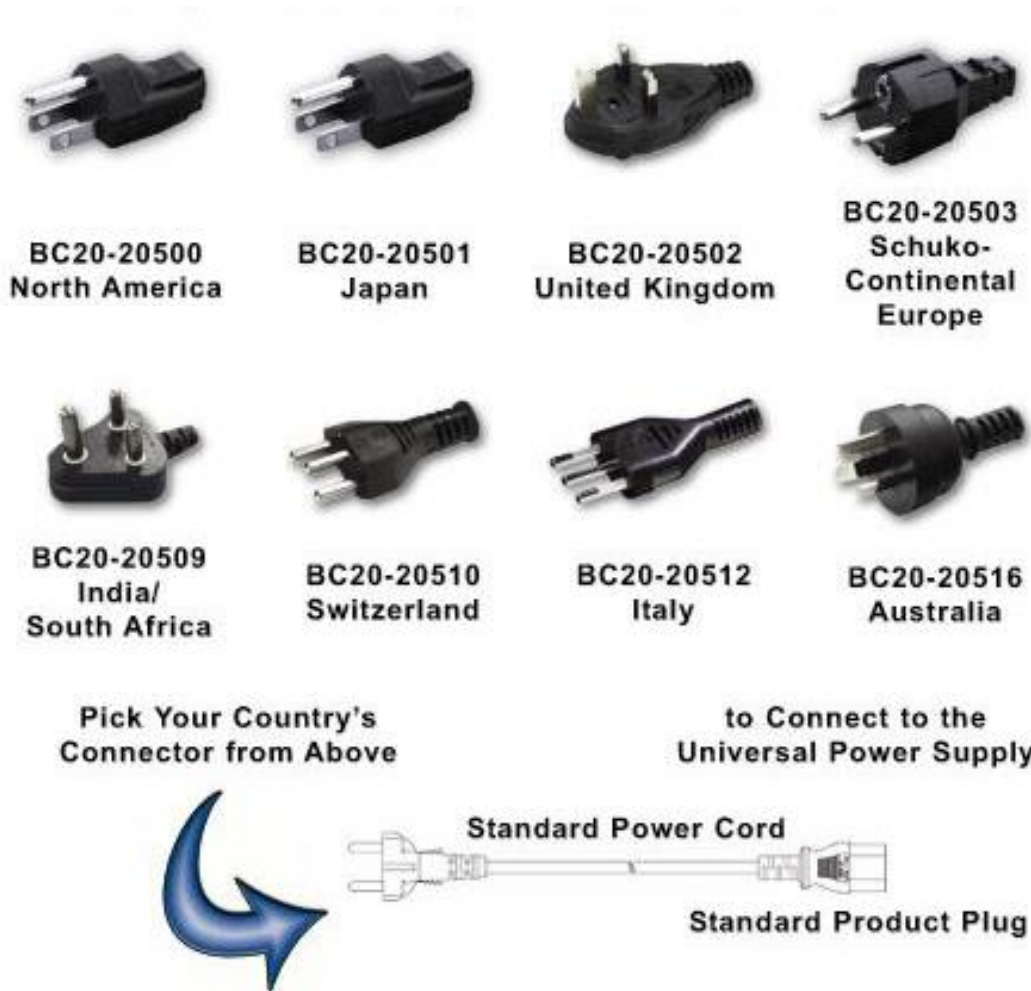 BC20-20500
North America
BC20-20501
Japan
BC20-20502
United Kingdom
BC20-20503
Schuko-
Continental
Europe
BC20-20509
India/
South Africa
BC20-20510
Switzerland
BC20-20512
Italy
BC20-20516
Australia
Pick Your Country's
Connector from Above
to Connect to the
Universal Power Supply
Standard Power Cord
Standard Product Plug